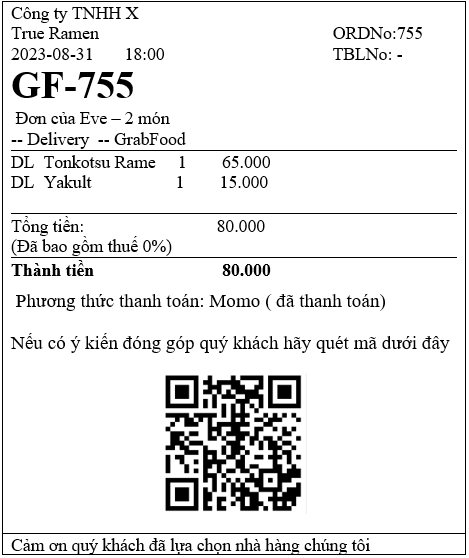 Công ty TNHH X
True Ramen ORDNo:755
2023-08-31 18:00 TBLNo: -
GF-755
Đơn của Eve – 2 món
-- Delivery -- GrabFood
DL Tonkotsu Rame 1 65.000
DL Yakult 1 15.000
Tổng tiền: 80.000
(Đã bao gồm thuế 0%)
Thành tiền 80.000
Phương thức thanh toán: Momo ( đã thanh toán)
Nếu có ý kiến đóng góp quý khách hãy quét mã dưới đây
Cảm ơn quý khách đã lựa chọn nhà hàng chúng tôi